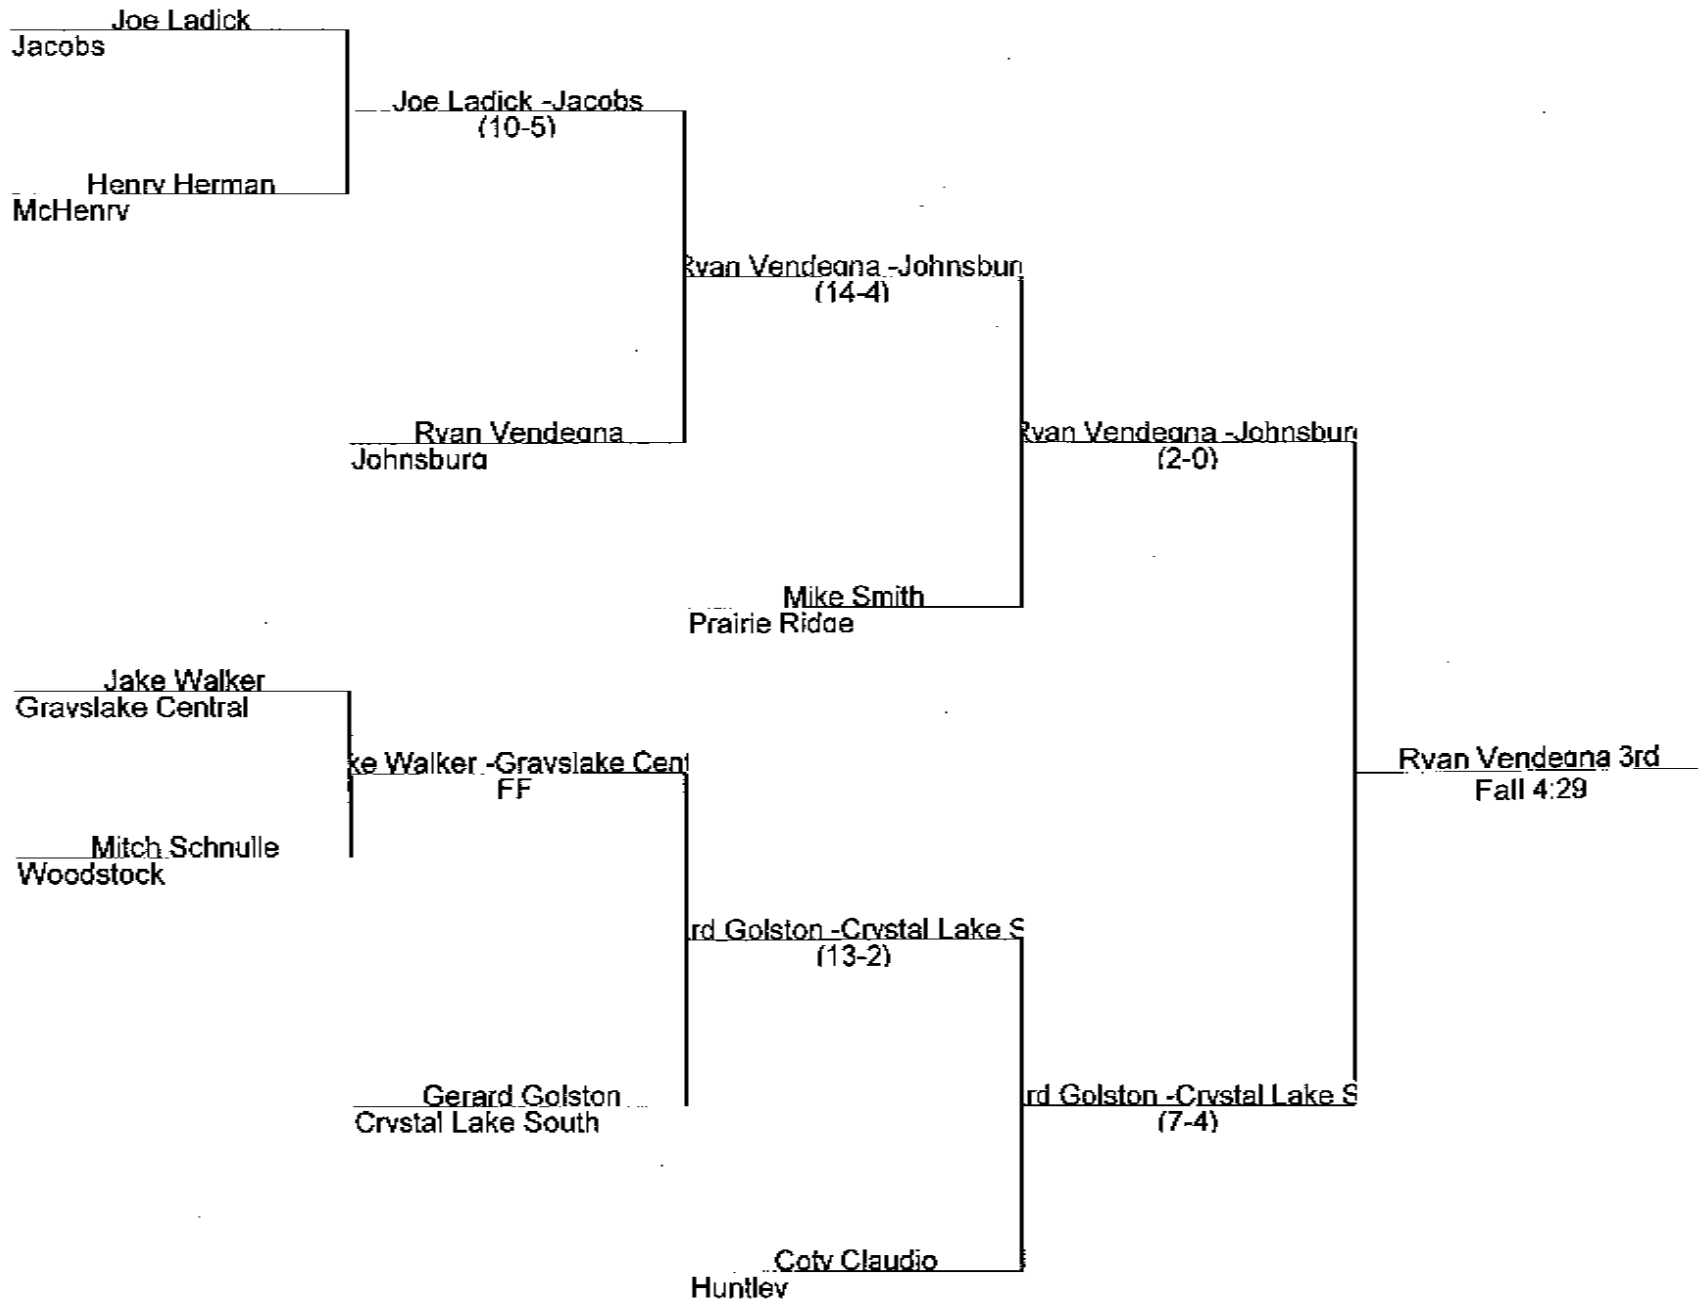 Joe Ladick
Jacobs
Joe Ladick -Jacobs
(10-5)
Henry Herman
McHenry
Ryan Vendegna -Johnsburg
(14-4)
Ryan Vendegna
Johnsburg
Ryan Vendegna -Johnsburg
(2-0)
Mike Smith
Prairie Ridge
Jake Walker
Grayslake Central
ke Walker -Grayslake Cent
FF
Ryan Vendegna 3rd
Fall 4:29
Mitch Schnulle
Woodstock
rd Golston -Crystal Lake S
(13-2)
Gerard Golston
Crystal Lake South
rd Golston -Crystal Lake S
(7-4)
Coty Claudio
Huntley